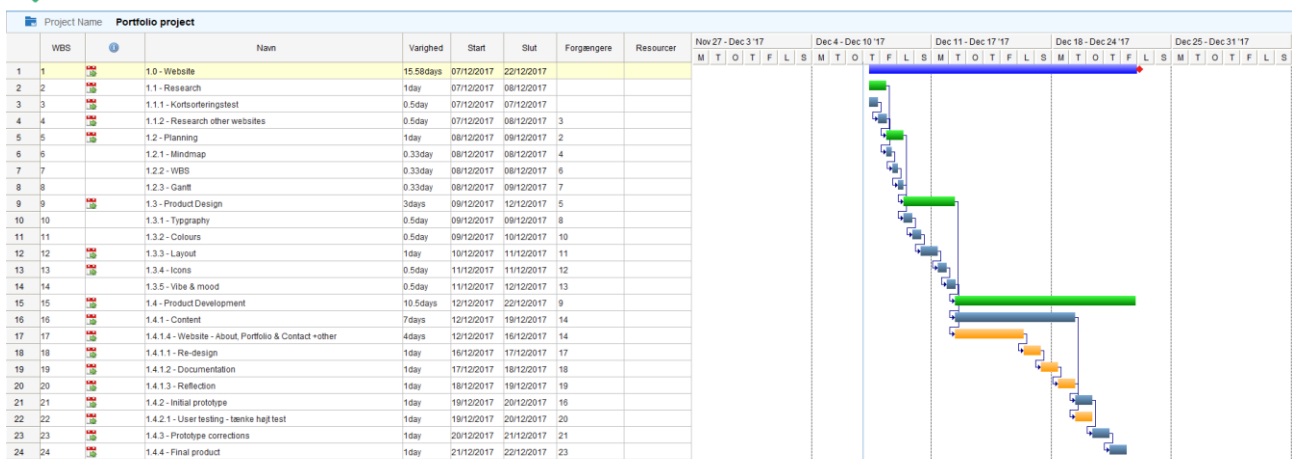 Project Name Portfolio project
WBS Navn Varighed Start Slut Forgængere Resourcer Nov 27 - Dec 3 '17 Dec 4 - Dec 10 '17 Dec 11 - Dec 17 '17 Dec 18 - Dec 24 '17 Dec 25 - Dec 31 '17
M T O T F L S M T O T F L S M T O T F L S M T O T F L S M T O T F L S
1 1 1.0 - Website 15.58days 07/12/2017 22/12/2017
2 2 1.1 - Research 1day 07/12/2017 08/12/2017
3 3 1.1.1 - Kortsorteringstest 0.5day 07/12/2017 07/12/2017
4 4 1.1.2 - Research other websites 0.5day 07/12/2017 08/12/2017 3
5 5 1.2 - Planning 1day 08/12/2017 09/12/2017 2
6 6 1.2.1 - Mindmap 0.33day 08/12/2017 08/12/2017 4
7 7 1.2.2 - WBS 0.33day 08/12/2017 08/12/2017 6
8 8 1.2.3 - Gantt 0.33day 08/12/2017 09/12/2017 7
9 9 1.3 - Product Design 3days 09/12/2017 12/12/2017 5
10 10 1.3.1 - Typgraphy 0.5day 09/12/2017 09/12/2017 8
11 11 1.3.2 - Colours 0.5day 09/12/2017 10/12/2017 10
12 12 1.3.3 - Layout 1day 10/12/2017 11/12/2017 11
13 13 1.3.4 - Icons 0.5day 11/12/2017 11/12/2017 12
14 14 1.3.5 - Vibe & mood 0.5day 11/12/2017 12/12/2017 13
15 15 1.4 - Product Development 10.5days 12/12/2017 22/12/2017 9
16 16 1.4.1 - Content 7days 12/12/2017 19/12/2017 14
17 17 1.4.1.4 - Website - About, Portfolio & Contact +other 4days 12/12/2017 16/12/2017 14
18 18 1.4.1.1 - Re-design 1day 16/12/2017 17/12/2017 17
19 19 1.4.1.2 - Documentation 1day 17/12/2017 18/12/2017 18
20 20 1.4.1.3 - Reflection 1day 18/12/2017 19/12/2017 19
21 21 1.4.2 - Initial prototype 1day 19/12/2017 20/12/2017 16
22 22 1.4.2.1 - User testing - tænke højt test 1day 19/12/2017 20/12/2017 20
23 23 1.4.3 - Prototype corrections 1day 20/12/2017 21/12/2017 21
24 24 1.4.4 - Final product 1day 21/12/2017 22/12/2017 23